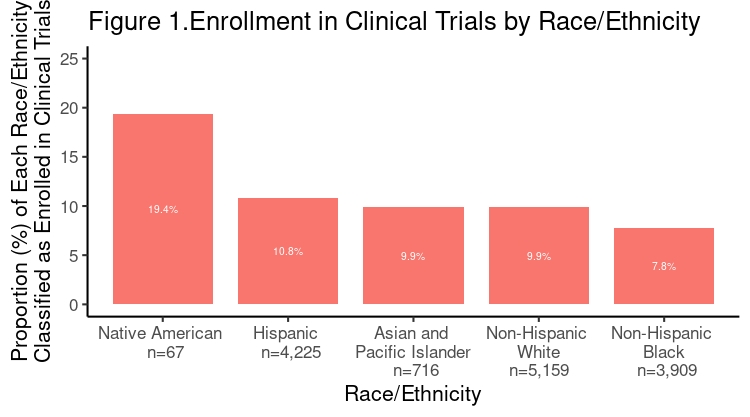 Figure 1.Enrollment in Clinical Trials by Race/Ethnicity
Proportion (%) of Each Race/Ethnicity
Classified as Enrolled in Clinical Trials
25
20
15
10
5
0
19.4%
10.8%
9.9%
9.9%
7.8%
Native American
n=67
Hispanic
n=4,225
Asian and
Pacific Islander
n=716
Non-Hispanic
White
n=5,159
Non-Hispanic
Black
n=3,909
Race/Ethnicity